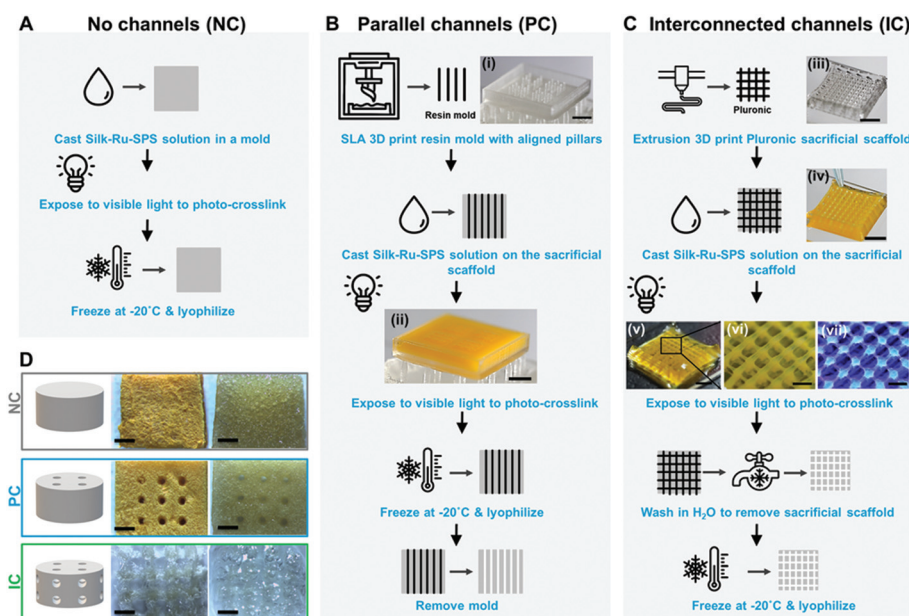 A
No channels (NC)
Cast Silk-Ru-SPS solution in a mold
Expose to visible light to photo-crosslink
Freeze at -20˚C & lyophilize
B
Parallel channels (PC)
(i)
Resin mold
SLA 3D print resin mold with aligned pillars
Cast Silk-Ru-SPS solution on the sacrificial
scaffold
(ii)
Expose to visible light to photo-crosslink
Freeze at -20˚C & lyophilize
Remove mold
C
Interconnected channels (IC)
(iii)
Pluronic
Extrusion 3D print Pluronic sacrificial scaffold
(iv)
Cast Silk-Ru-SPS solution on the sacrificial
scaffold
(v)
(vi)
(vii)
Expose to visible light to photo-crosslink
Wash in H₂O to remove sacrificial scaffold
Freeze at -20˚C & lyophilize
D
NC
PC
IC